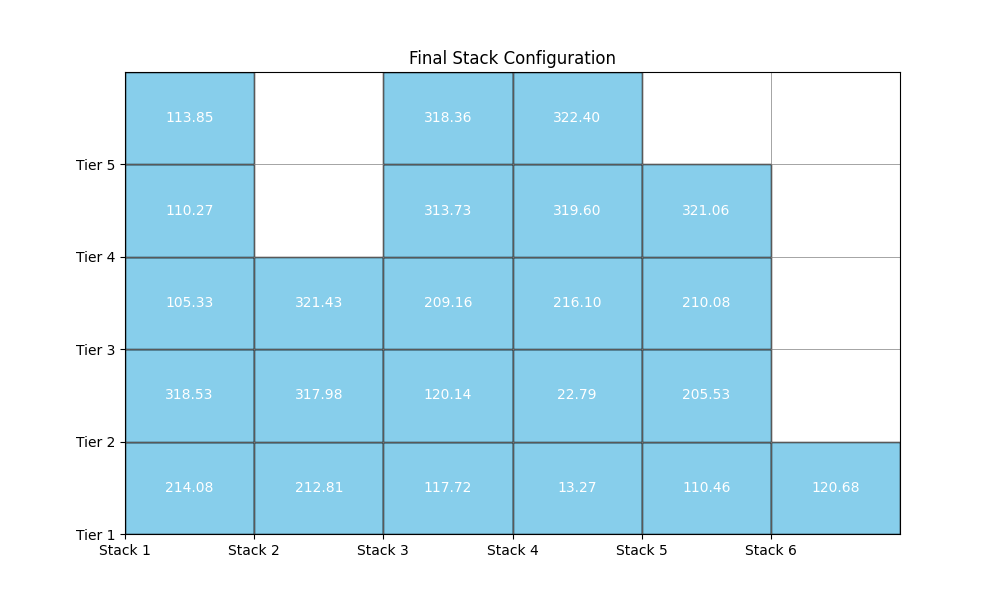 Final Stack Configuration
113.85 318.36 322.40
Tier 5
110.27 313.73 319.60 321.06
Tier 4
105.33 321.43 209.16 216.10 210.08
Tier 3
318.53 317.98 120.14 22.79 205.53
Tier 2
214.08 212.81 117.72 13.27 110.46 120.68
Tier 1
Stack 1 Stack 2 Stack 3 Stack 4 Stack 5 Stack 6